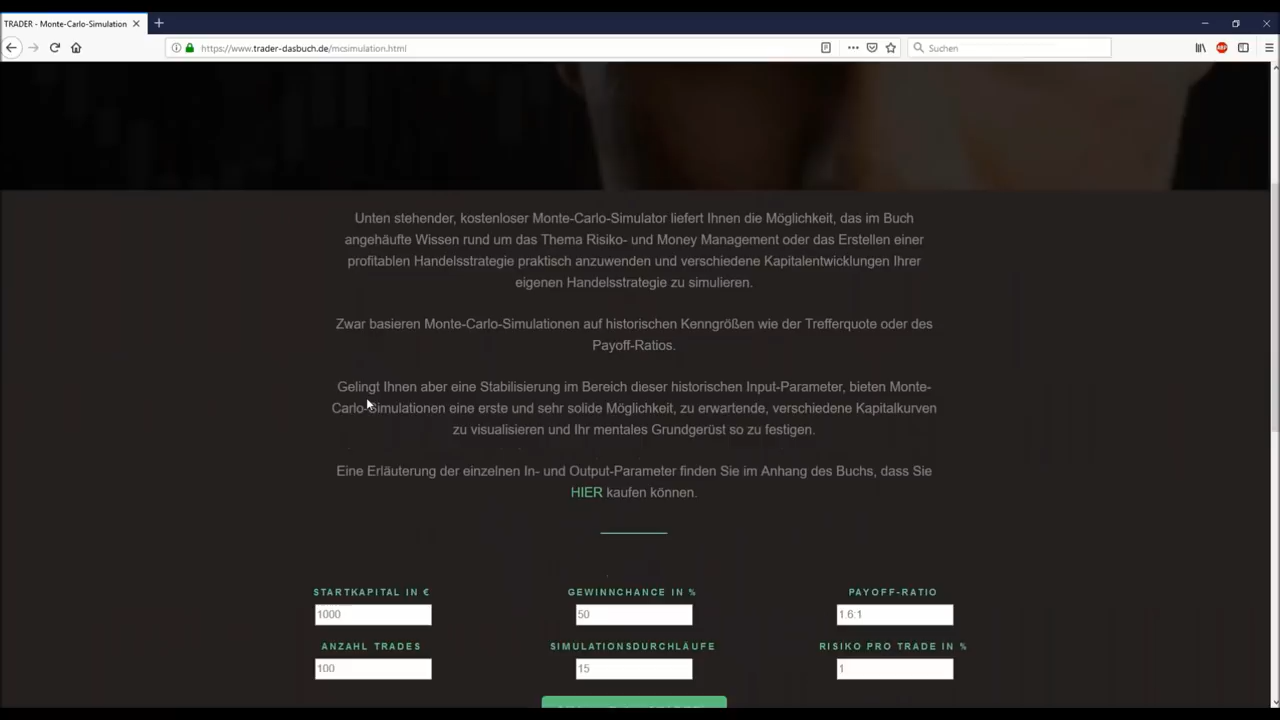 TRADER - Monte-Carlo-Simulation
https://www.trader-dasbuch.de/mcsimulation.html
Suchen
ABP
Unten stehender, kostenloser Monte-Carlo-Simulator liefert Ihnen die Möglichkeit, das im Buch
angehäufte Wissen rund um das Thema Risiko- und Money Management oder das Erstellen einer
profitablen Handelsstrategie praktisch anzuwenden und verschiedene Kapitalentwicklungen Ihrer
eigenen Handelsstrategie zu simulieren.
Zwar basieren Monte-Carlo-Simulationen auf historischen Kenngrößen wie der Trefferquote oder des
Payoff-Ratios.
Gelingt Ihnen aber eine Stabilisierung im Bereich dieser historischen Input-Parameter, bieten Monte-
Carlo-Simulationen eine erste und sehr solide Möglichkeit, zu erwartende, verschiedene Kapitalkurven
zu visualisieren und Ihr mentales Grundgerüst so zu festigen.
Eine Erläuterung der einzelnen In- und Output-Parameter finden Sie im Anhang des Buchs, dass Sie
HIER kaufen können.
STARTKAPITAL IN € GEWINNCHANCE IN % PAYOFF-RATIO
1000 50 1.6:1
ANZAHL TRADES SIMULATIONSDURCHLÄUFE RISIKO PRO TRADE IN %
100 15 1